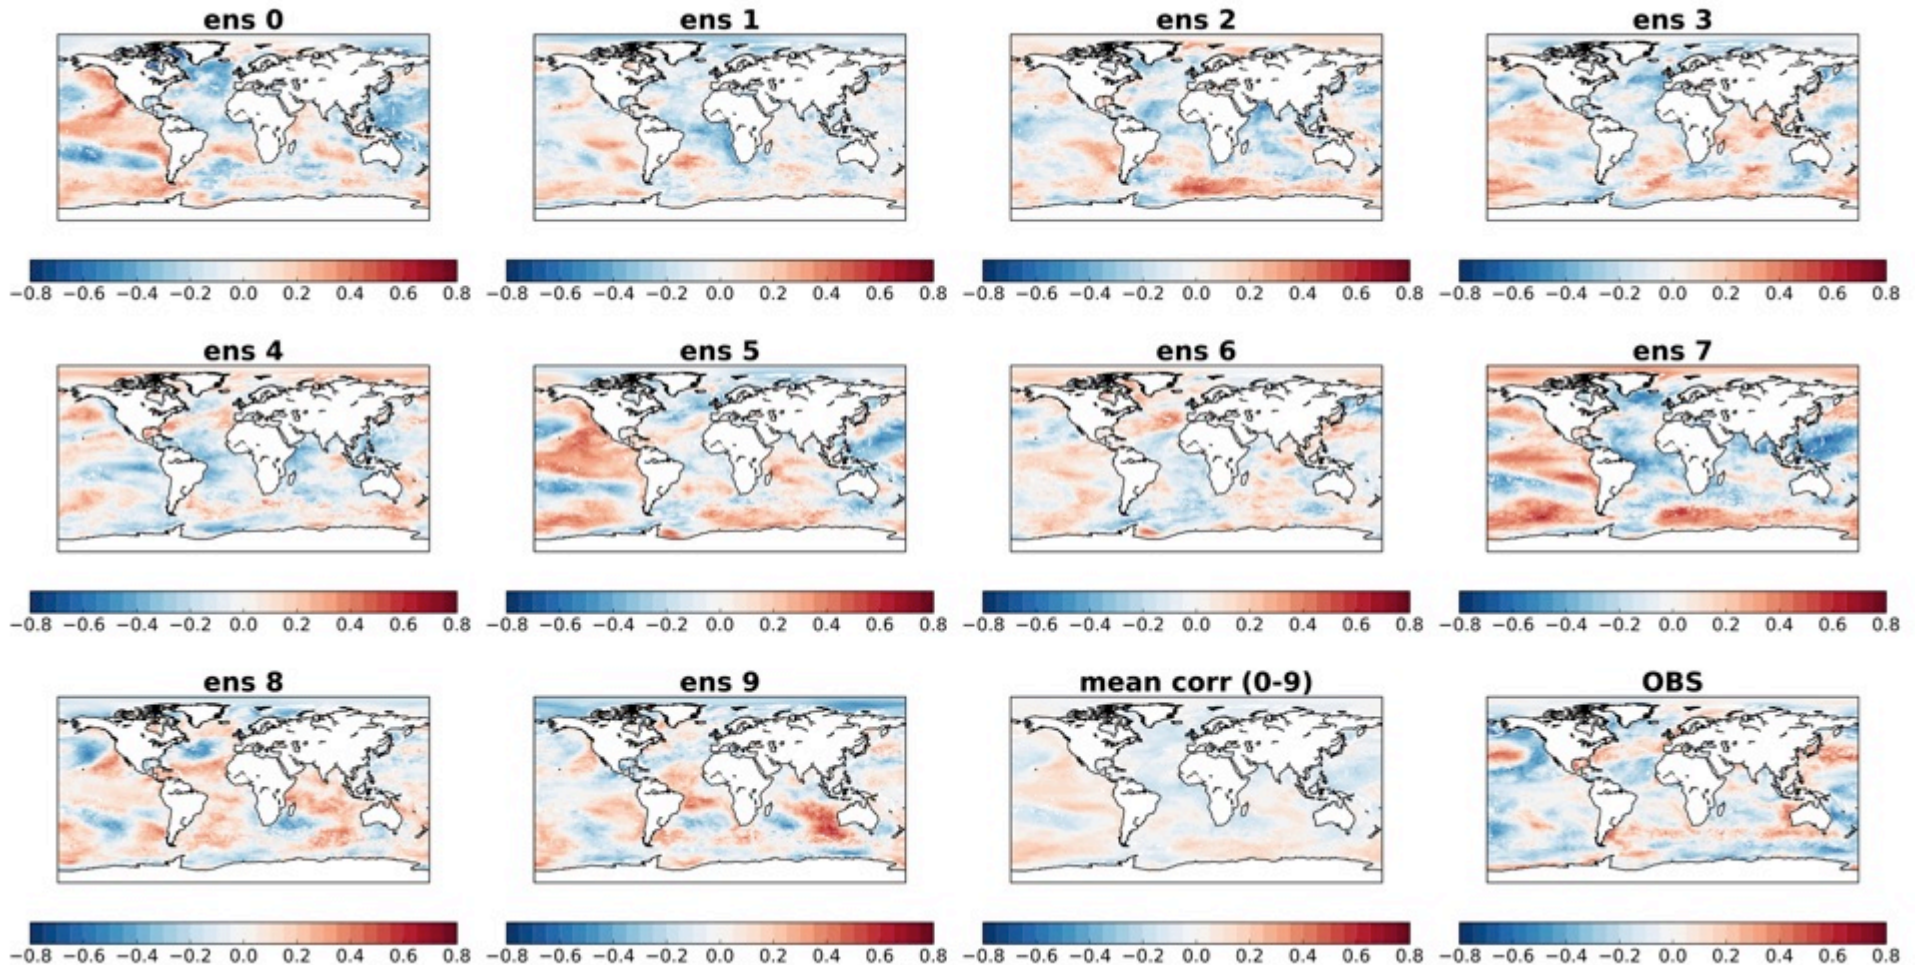 ens 0 ens 1 ens 2 ens 3
−0.8 −0.6 −0.4 −0.2 0.0 0.2 0.4 0.6 0.8 −0.8 −0.6 −0.4 −0.2 0.0 0.2 0.4 0.6 0.8 −0.8 −0.6 −0.4 −0.2 0.0 0.2 0.4 0.6 0.8 −0.8 −0.6 −0.4 −0.2 0.0 0.2 0.4 0.6 0.8
ens 4 ens 5 ens 6 ens 7
−0.8 −0.6 −0.4 −0.2 0.0 0.2 0.4 0.6 0.8 −0.8 −0.6 −0.4 −0.2 0.0 0.2 0.4 0.6 0.8 −0.8 −0.6 −0.4 −0.2 0.0 0.2 0.4 0.6 0.8 −0.8 −0.6 −0.4 −0.2 0.0 0.2 0.4 0.6 0.8
ens 8 ens 9 mean corr (0-9) OBS
−0.8 −0.6 −0.4 −0.2 0.0 0.2 0.4 0.6 0.8 −0.8 −0.6 −0.4 −0.2 0.0 0.2 0.4 0.6 0.8 −0.8 −0.6 −0.4 −0.2 0.0 0.2 0.4 0.6 0.8 −0.8 −0.6 −0.4 −0.2 0.0 0.2 0.4 0.6 0.8